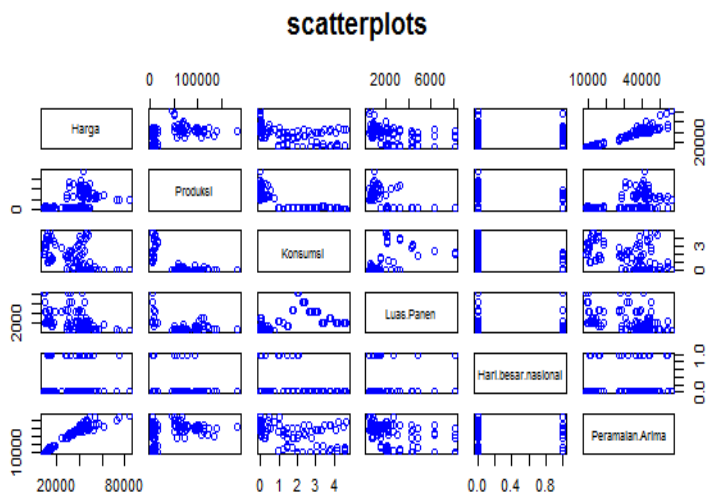 scatterplots
0 100000
2000 6000
10000 40000
Harga
20000
Produksi
0
Konsumsi
0 3
Luas.Panen
2000
Hari.besar.nasional
0.0 1.0
Peramalan.Arima
10000
20000 80000
0 1 2 3 4
0.0 0.4 0.8